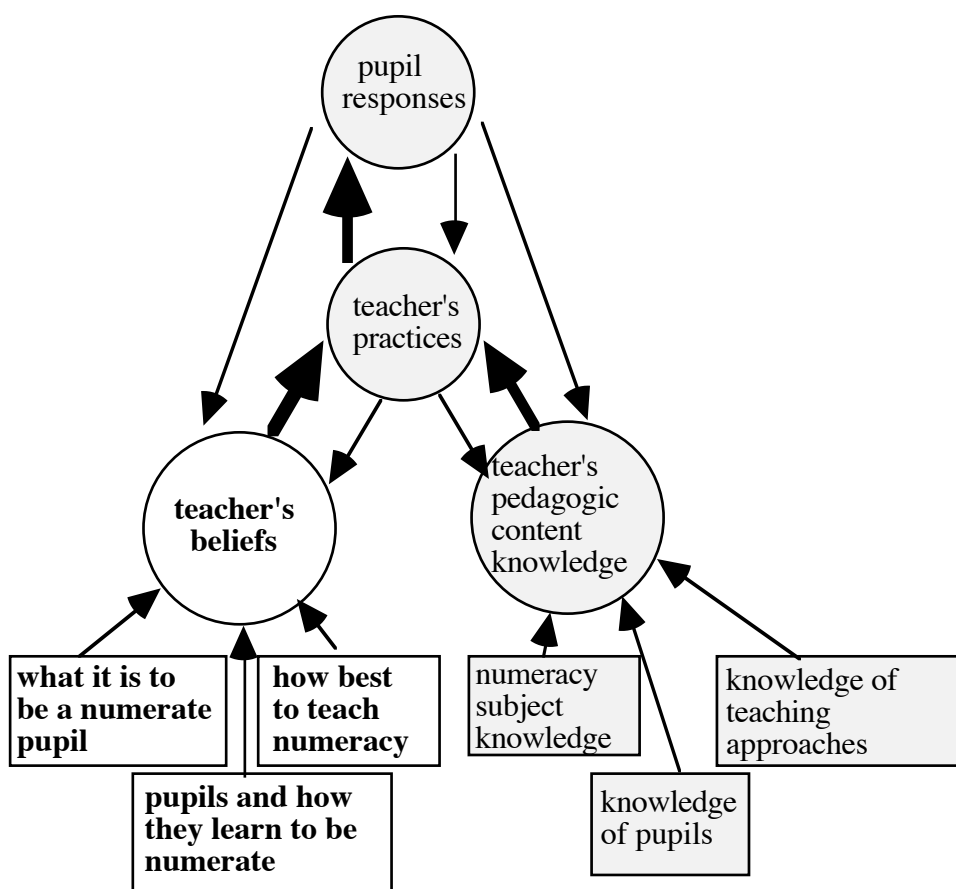 pupil
responses
teacher's
practices
teacher's
beliefs
teacher's
pedagogic
content
knowledge
what it is to
be a numerate
pupil
how best
to teach
numeracy
pupils and how
they learn to be
numerate
numeracy
subject
knowledge
knowledge
of pupils
knowledge of
teaching
approaches